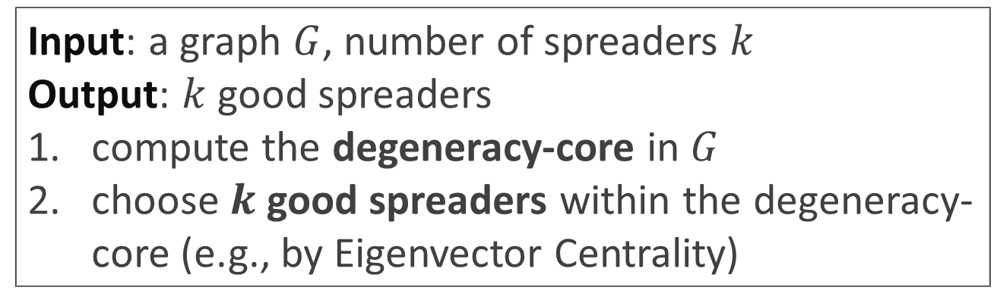 Input: a graph G, number of spreaders k
Output: k good spreaders
1. compute the degeneracy-core in G
2. choose k good spreaders within the degeneracy-
core (e.g., by Eigenvector Centrality)